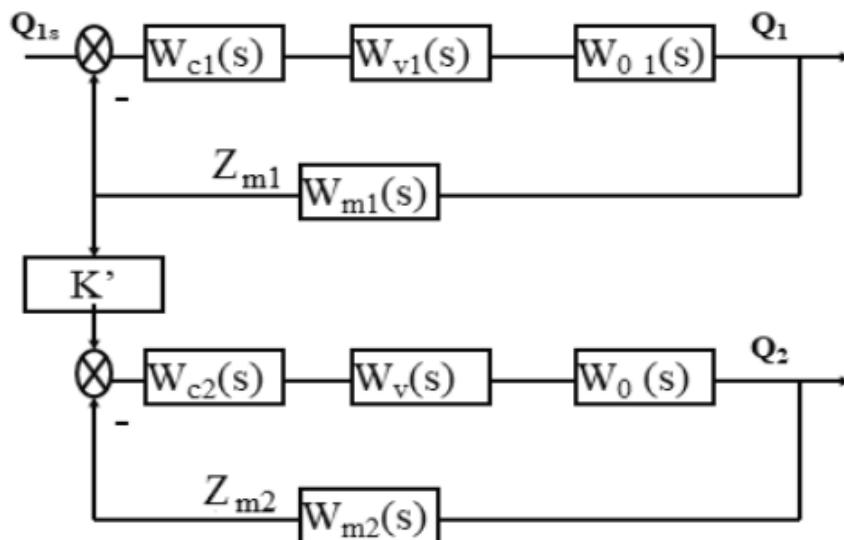 Q1s Wc1(s) Wv1(s) W0 1(s) Q1
-
Zm1 Wm1(s)
K’
Wc2(s) Wv(s) W0 (s) Q2
-
Zm2 Wm2(s)